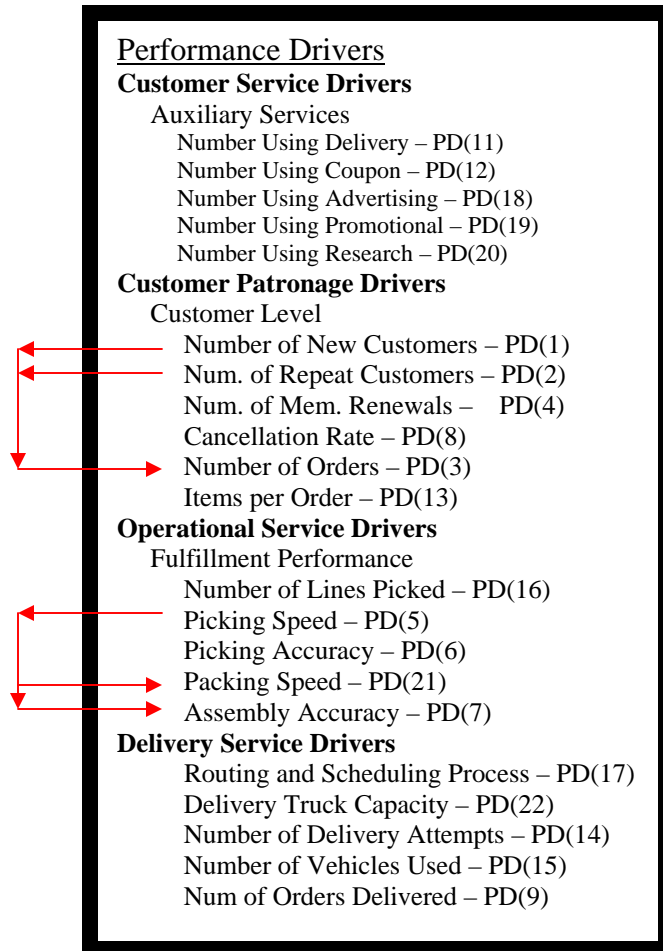 Performance Drivers
Customer Service Drivers
Auxiliary Services
Number Using Delivery – PD(11)
Number Using Coupon – PD(12)
Number Using Advertising – PD(18)
Number Using Promotional – PD(19)
Number Using Research – PD(20)
Customer Patronage Drivers
Customer Level
Number of New Customers – PD(1)
Num. of Repeat Customers – PD(2)
Num. of Mem. Renewals – PD(4)
Cancellation Rate – PD(8)
Number of Orders – PD(3)
Items per Order – PD(13)
Operational Service Drivers
Fulfillment Performance
Number of Lines Picked – PD(16)
Picking Speed – PD(5)
Picking Accuracy – PD(6)
Packing Speed – PD(21)
Assembly Accuracy – PD(7)
Delivery Service Drivers
Routing and Scheduling Process – PD(17)
Delivery Truck Capacity – PD(22)
Number of Delivery Attempts – PD(14)
Number of Vehicles Used – PD(15)
Num of Orders Delivered – PD(9)